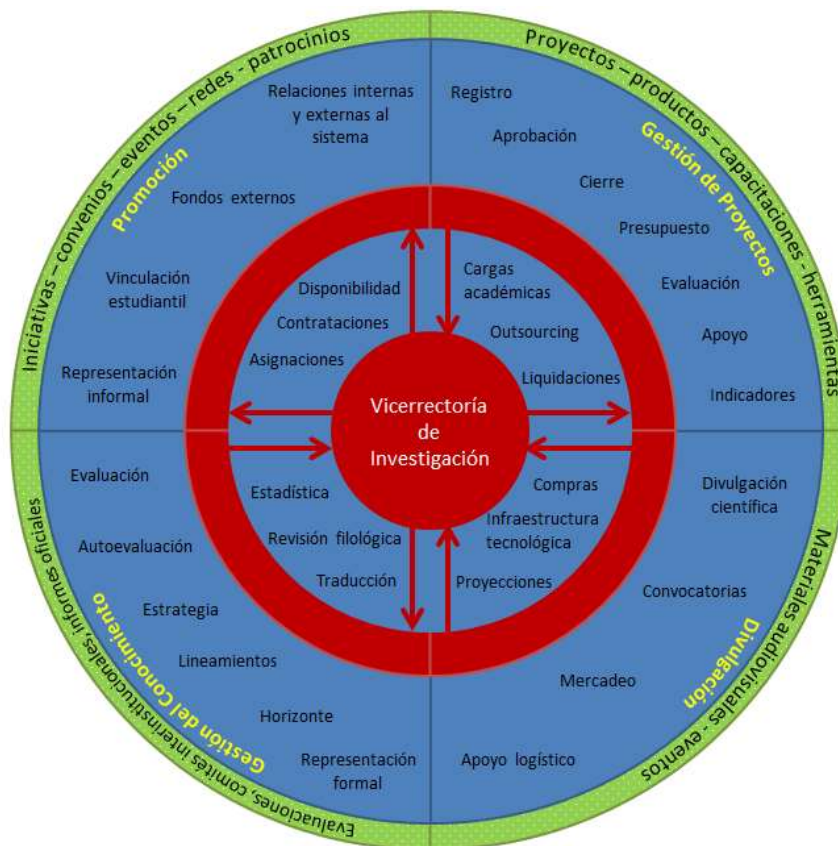 Iniciativas – convenios – eventos – redes - patrocinios
Proyectos – productos – capacitaciones - herramientas
Promoción
Relaciones internas
y externas al
sistema
Fondos externos
Vinculación
estudiantil
Representación
informal
Gestión de Proyectos
Registro
Aprobación
Cierre
Presupuesto
Evaluación
Apoyo
Indicadores
Disponibilidad
Contrataciones
Asignaciones
Cargas
académicas
Outsourcing
Liquidaciones
Vicerrectoría
de
Investigación
Estadística
Revisión filológica
Traducción
Compras
Infraestructura
tecnológica
Proyecciones
Evaluación
Autoevaluación
Estrategia
Lineamientos
Horizonte
Representación
formal
Gestión del Conocimiento
Divulgación
científica
Convocatorias
Mercadeo
Apoyo logístico
Divulgación
Evaluaciones, comités interinstitucionales, informes oficiales
Materiales audiovisuales - eventos